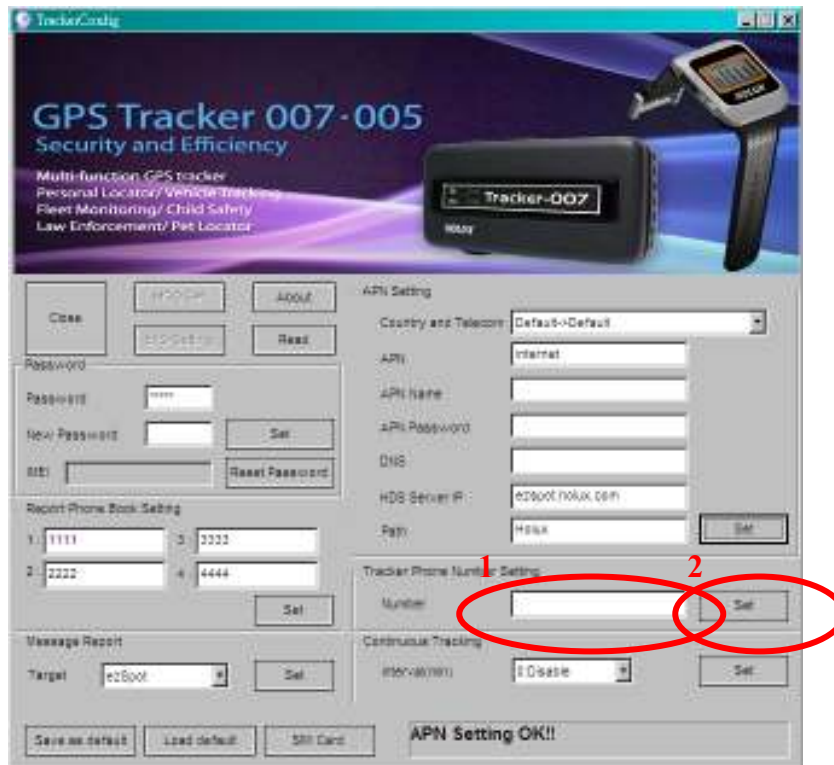 TrackerConfig
GPS Tracker 007-005
Security and Efficiency
Multi-function GPS tracker
Personal Locator/ Vehicle Tracking
Fleet Monitoring/ Child Safety
Law Enforcement/ Pet Locator
Tracker-007
HOLUX
Close
About
Read
Password
Password
*****
New Password
Set
IMEI
Reset Password
Report Phone Book Setting
1 : 1111
3 : 3333
2 : 2222
4 : 4444
Set
Message Report
Target
ezSpot
Set
Save as default
Load default
SIM Card
APN Setting
Country and Telecom
Default->Default
APN
internet
APN Name
APN Password
DNS
HDS Server IP
ezspot.holux.com
Path
Holux
Set
Tracker Phone Number Setting
1
2
Number
Set
Continuous Tracking
Interval(min)
0:Disable
Set
APN Setting OK!!